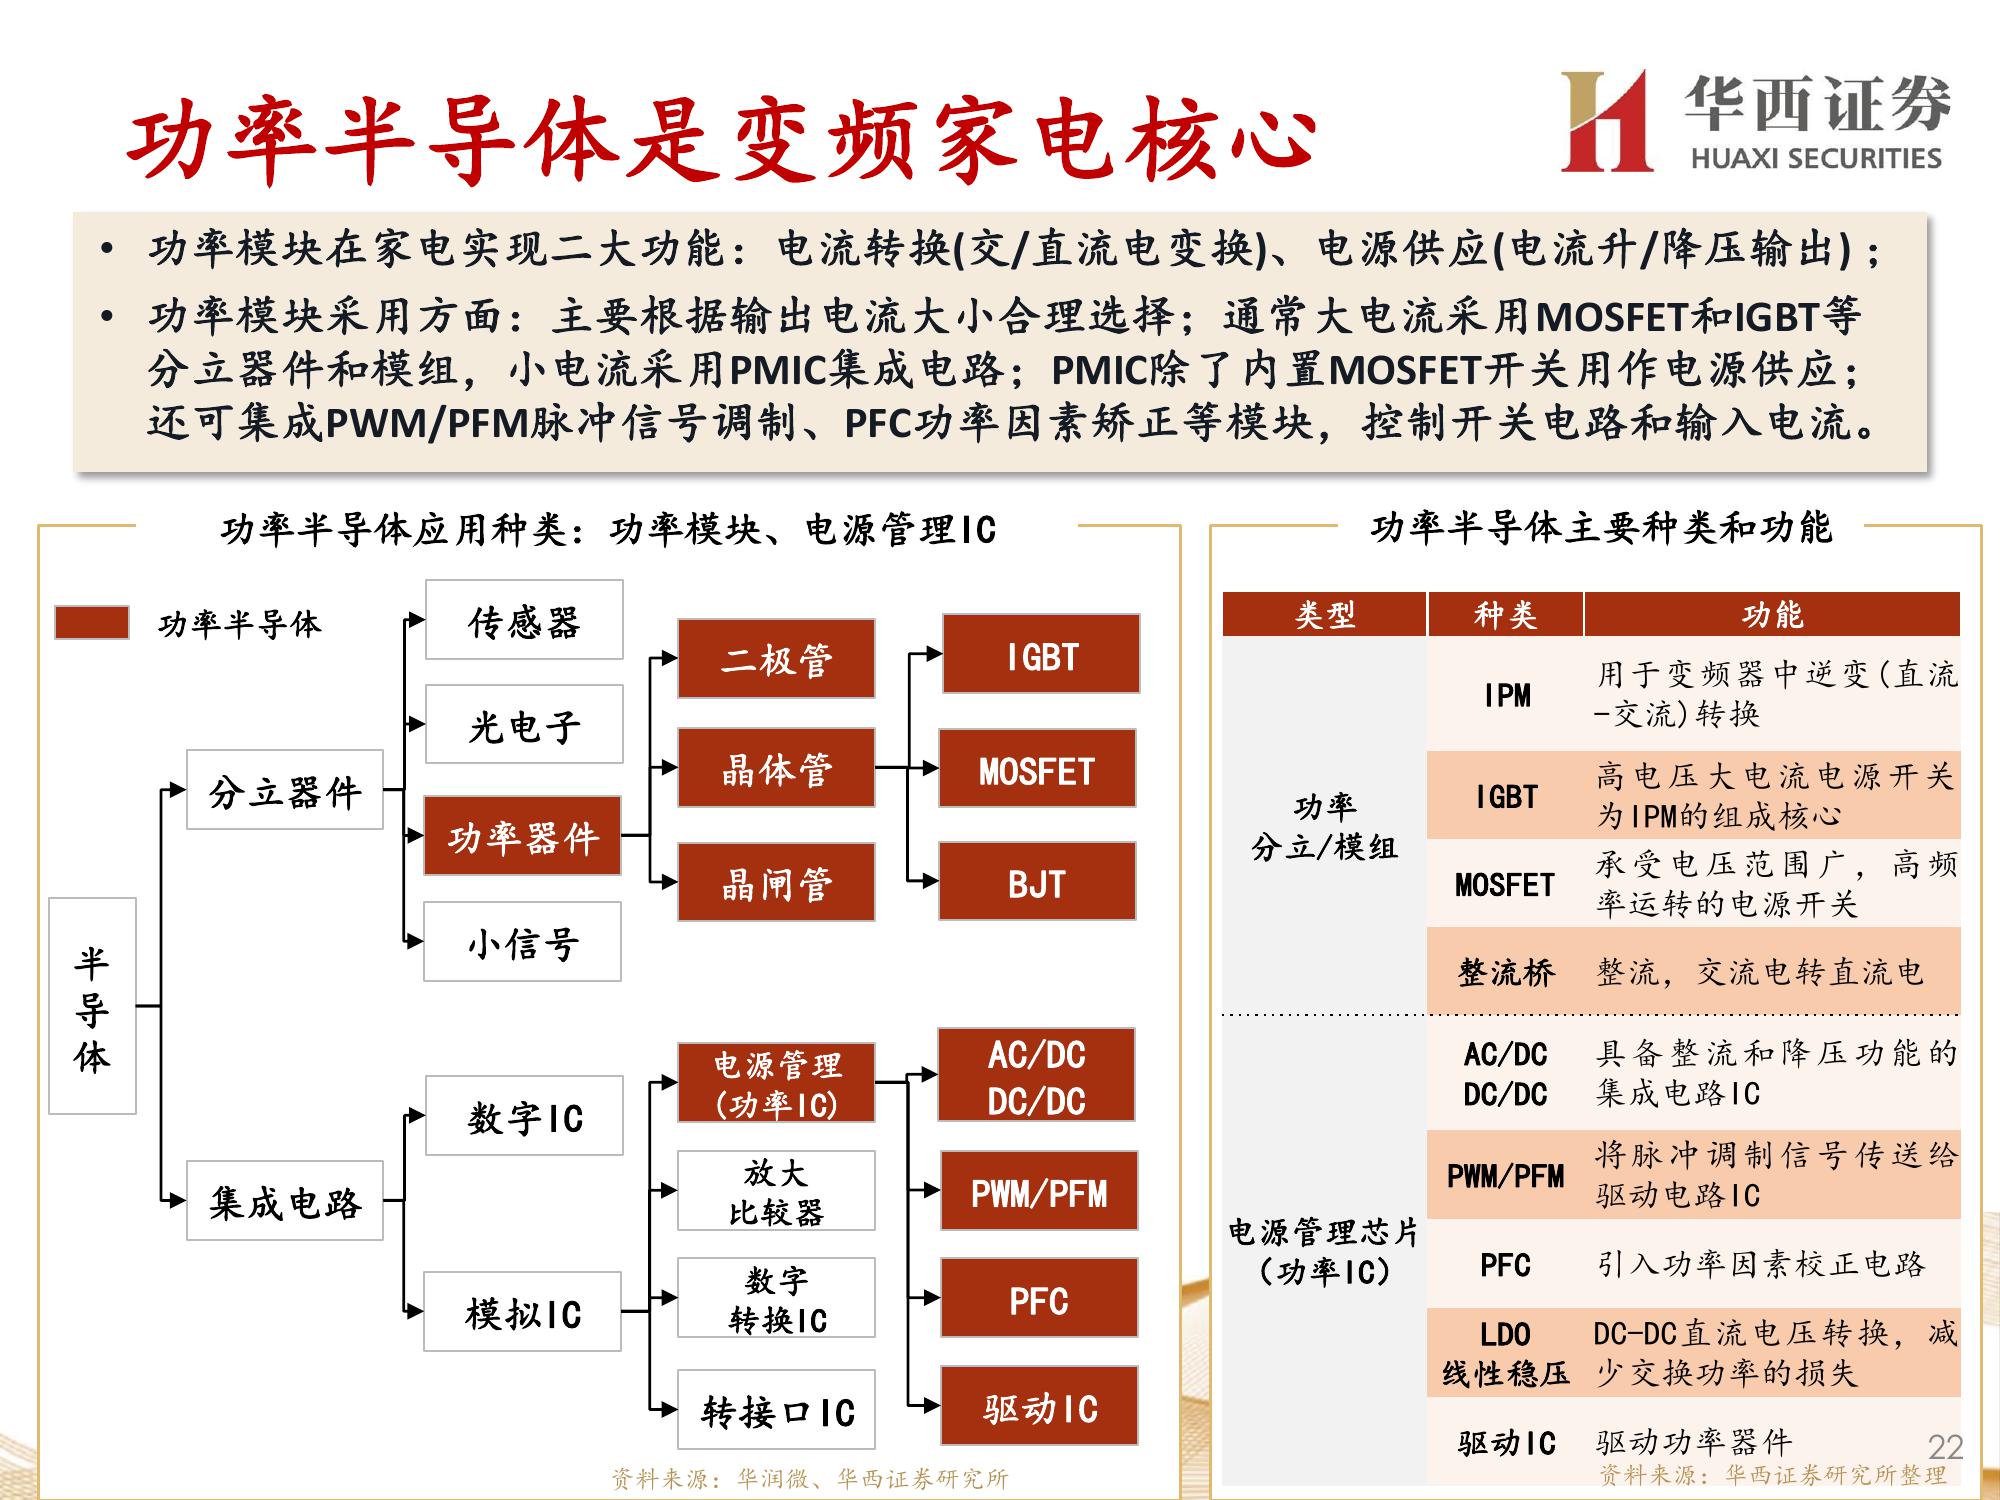 功率半导体是变频家电核心
华西证券
HUAXI SECURITIES
• 功率模块在家电实现二大功能：电流转换(交/直流电变换)、电源供应(电流升/降压输出)；
• 功率模块采用方面：主要根据输出电流大小合理选择；通常大电流采用MOSFET和IGBT等
分立器件和模组，小电流采用PMIC集成电路；PMIC除了内置MOSFET开关用作电源供应；
还可集成PWM/PFM脉冲信号调制、PFC功率因素矫正等模块，控制开关电路和输入电流。
功率半导体应用种类：功率模块、电源管理IC
功率半导体
半
导
体
分立器件
集成电路
传感器
光电子
功率器件
小信号
数字IC
模拟IC
二极管
晶体管
晶闸管
电源管理
(功率IC)
放大
比较器
数字
转换IC
转接口IC
IGBT
MOSFET
BJT
AC/DC
DC/DC
PWM/PFM
PFC
驱动IC
资料来源：华润微、华西证券研究所
功率半导体主要种类和功能
类型 种类 功能
功率
分立/模组
IPM
用于变频器中逆变(直流
-交流)转换
IGBT
高电压大电流电源开关
为IPM的组成核心
MOSFET
承受电压范围广，高频
率运转的电源开关
整流桥 整流，交流电转直流电
电源管理芯片
（功率IC）
AC/DC
DC/DC
具备整流和降压功能的
集成电路IC
PWM/PFM
将脉冲调制信号传送给
驱动电路IC
PFC 引入功率因素校正电路
LDO
线性稳压
DC-DC直流电压转换，减
少交换功率的损失
驱动IC 驱动功率器件
资料来源：华西证券研究所整理
22